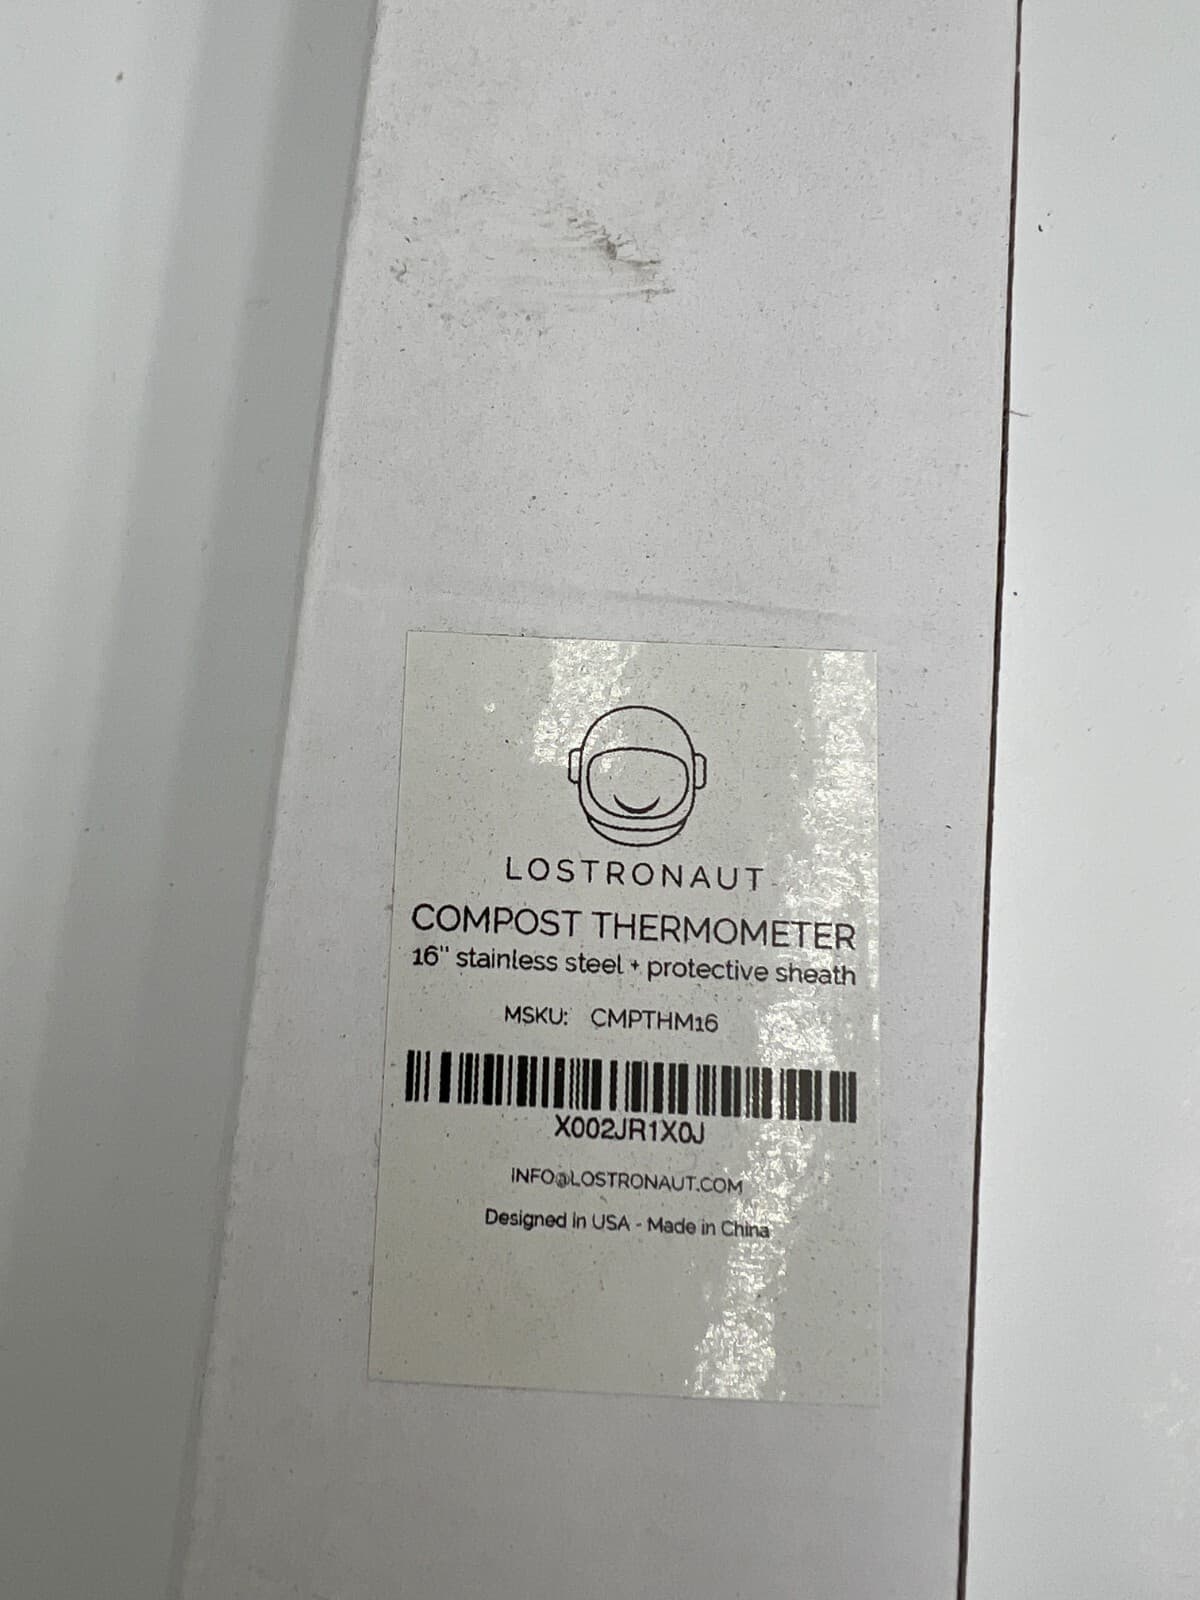 LOSTRONAUT
COMPOST THERMOMETER
16" stainless steel + protective sheath
MSKU: CMPTHM16
X002JR1X0J
INFO@LOSTRONAUT.COM
Designed in USA - Made in China